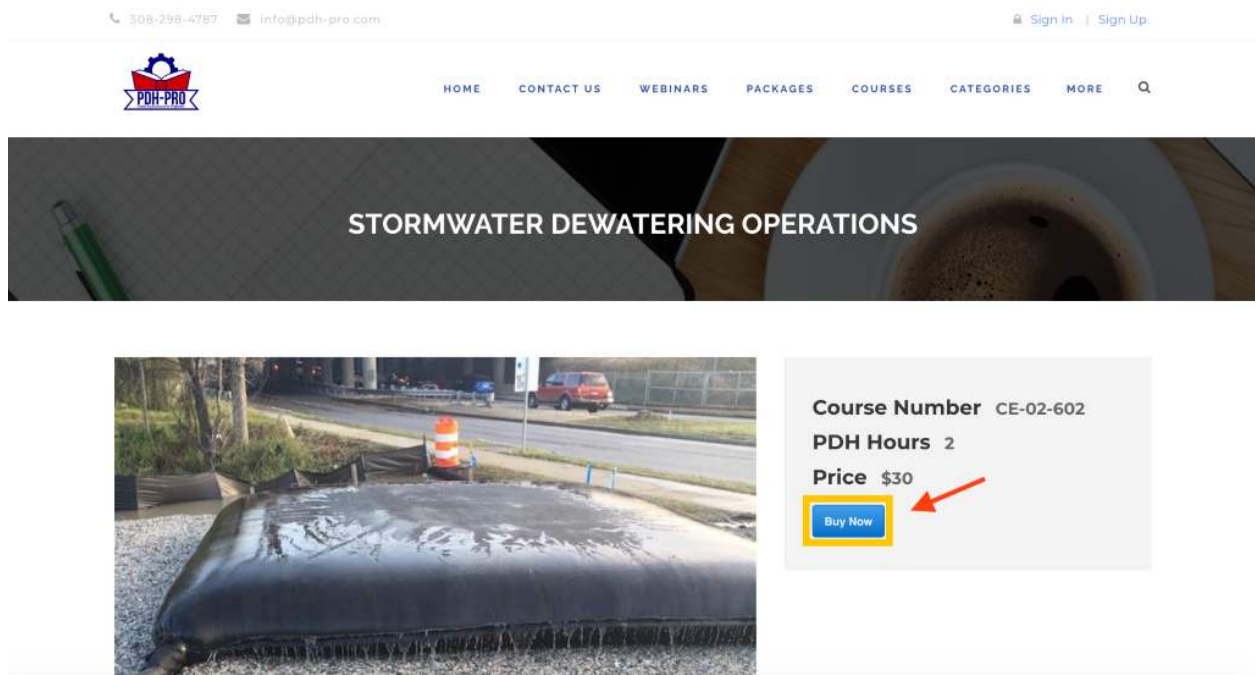 508-298-4787 info@pdh-pro.com Sign In | Sign Up
PDH-PRO
HOME CONTACT US WEBINARS PACKAGES COURSES CATEGORIES MORE
STORMWATER DEWATERING OPERATIONS
Course Number CE-02-602
PDH Hours 2
Price $30
Buy Now